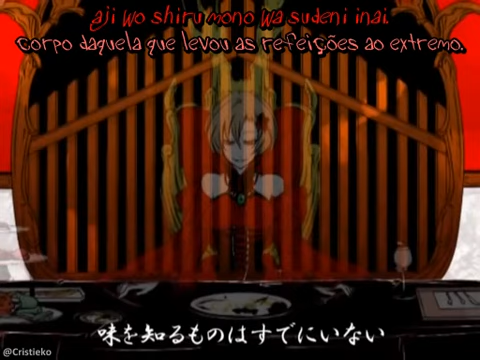 aji wo shiru mono wa sudeni inai.
Corpo daquela que levou as refeições ao extremo.
味を知るものはすでにいない
@Cristieko